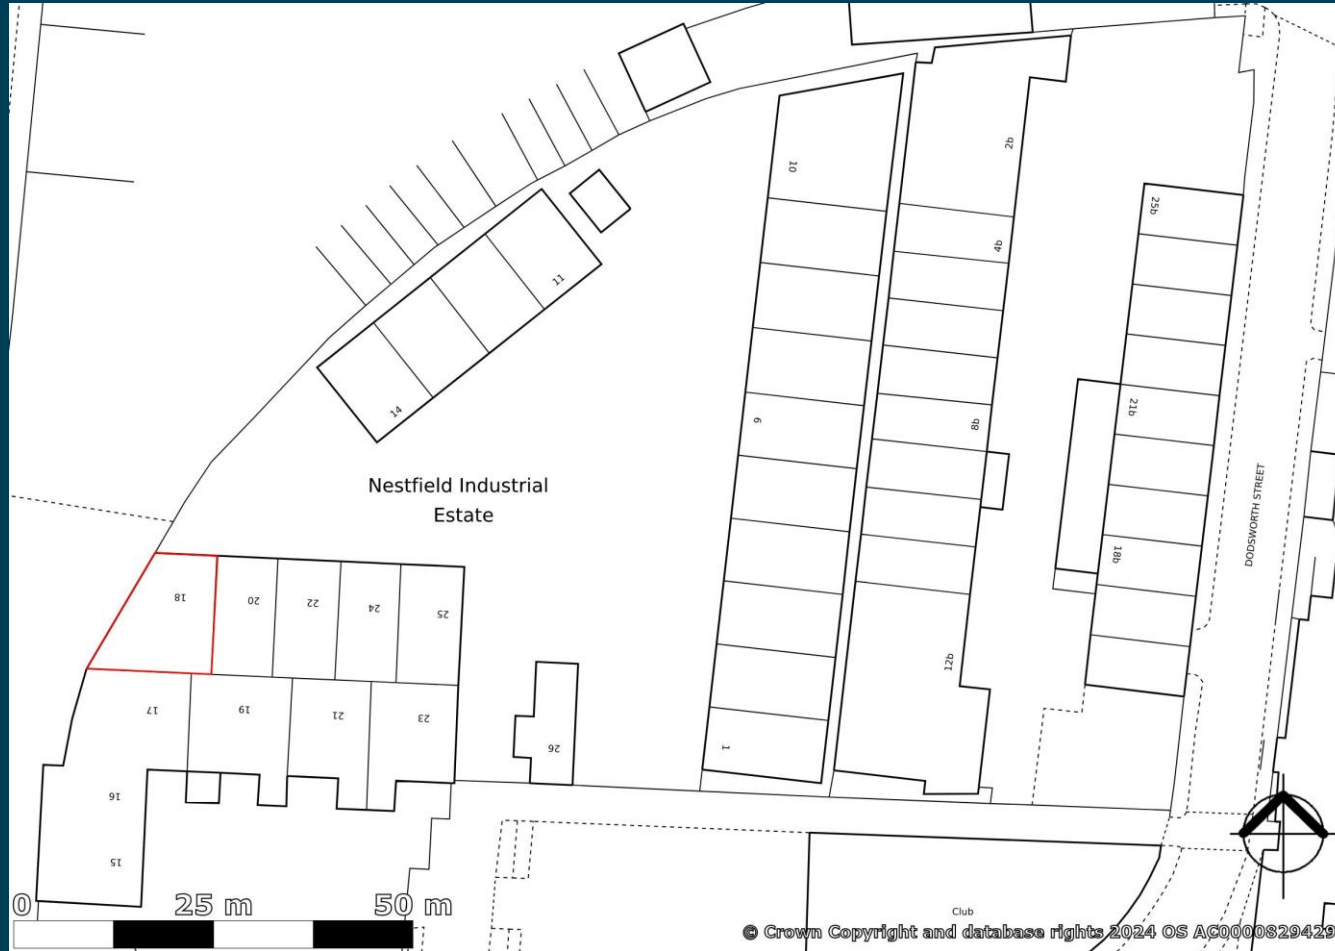 2b
10
25b
4b
11
21b
14
6
8b
Nestfield Industrial
Estate
DODSWORTH STREET
18b
18
20
22
24
25
12b
17
19
21
23
26
1
16
15
0 25 m 50 m
Club
© Crown Copyright and database rights 2024 OS AC0000829429